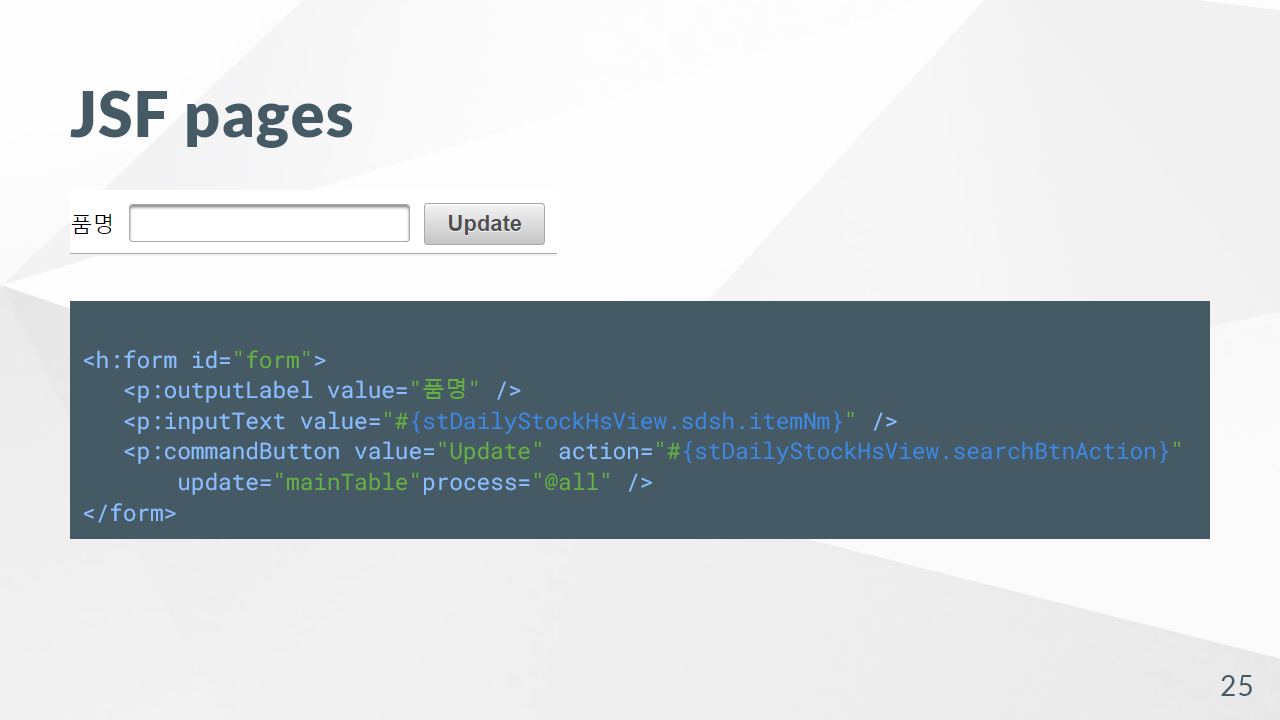 JSF pages
품명 Update
<h:form id="form">
<p:outputLabel value="품명" />
<p:inputText value="#{stDailyStockHsView.sdsh.itemNm}" />
<p:commandButton value="Update" action="#{stDailyStockHsView.searchBtnAction}"
update="mainTable"process="@all" />
</form>
25